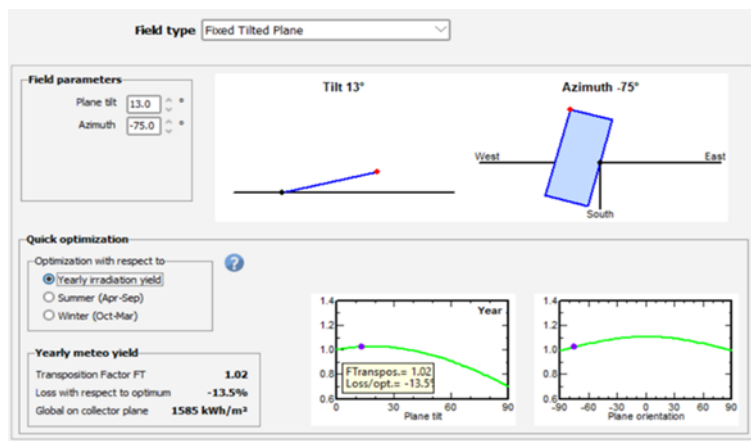 Field type Fixed Tilted Plane
Field parameters
Plane tilt 13.0 °
Azimuth -75.0 °
Tilt 13°
Azimuth -75°
West
East
South
Quick optimization
Optimization with respect to
Yearly irradiation yield
Summer (Apr-Sep)
Winter (Oct-Mar)
?
Yearly meteo yield
Transposition Factor FT 1.02
Loss with respect to optimum -13.5%
Global on collector plane 1585 kWh/m²
Year
1.4
1.2
1.0
0.8
0.6
FTranspos.= 1.02
Loss/opt.= -13.5%
0 30 60 90
Plane tilt
1.4
1.2
1.0
0.8
0.6
-90 -60 -30 0 30 60 90
Plane orientation